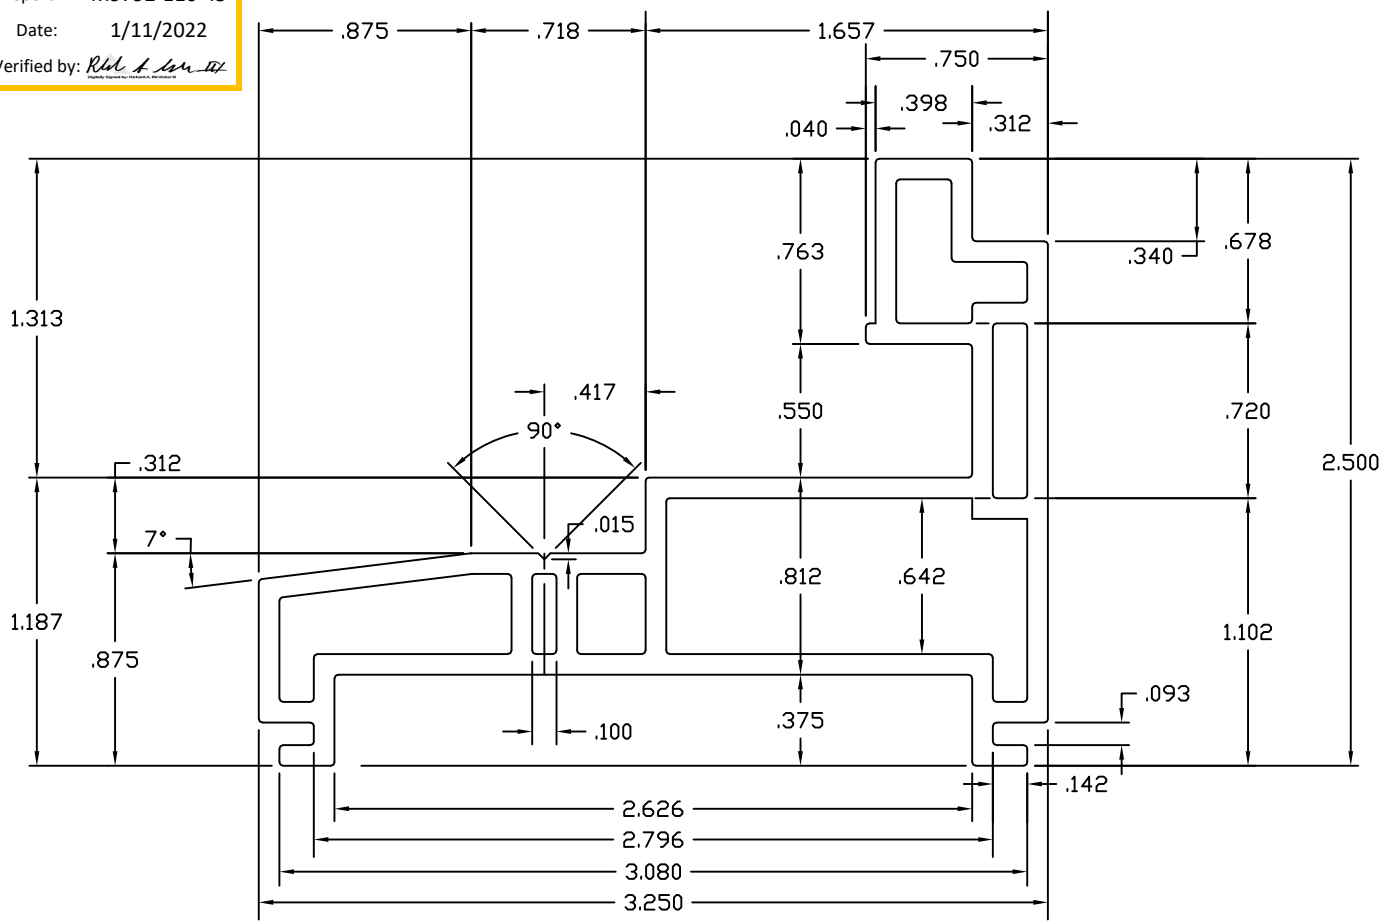 Date: 1/11/2022
Verified by:
.875 .718 1.657
.750
.398
.040 .312
.763 .340 .678
1.313
.417 .550 .720
90°
.312 2.500
7° .015
.812 .642
1.187 .875 1.102
.093
.100 .375
.142
2.626
2.796
3.080
3.250